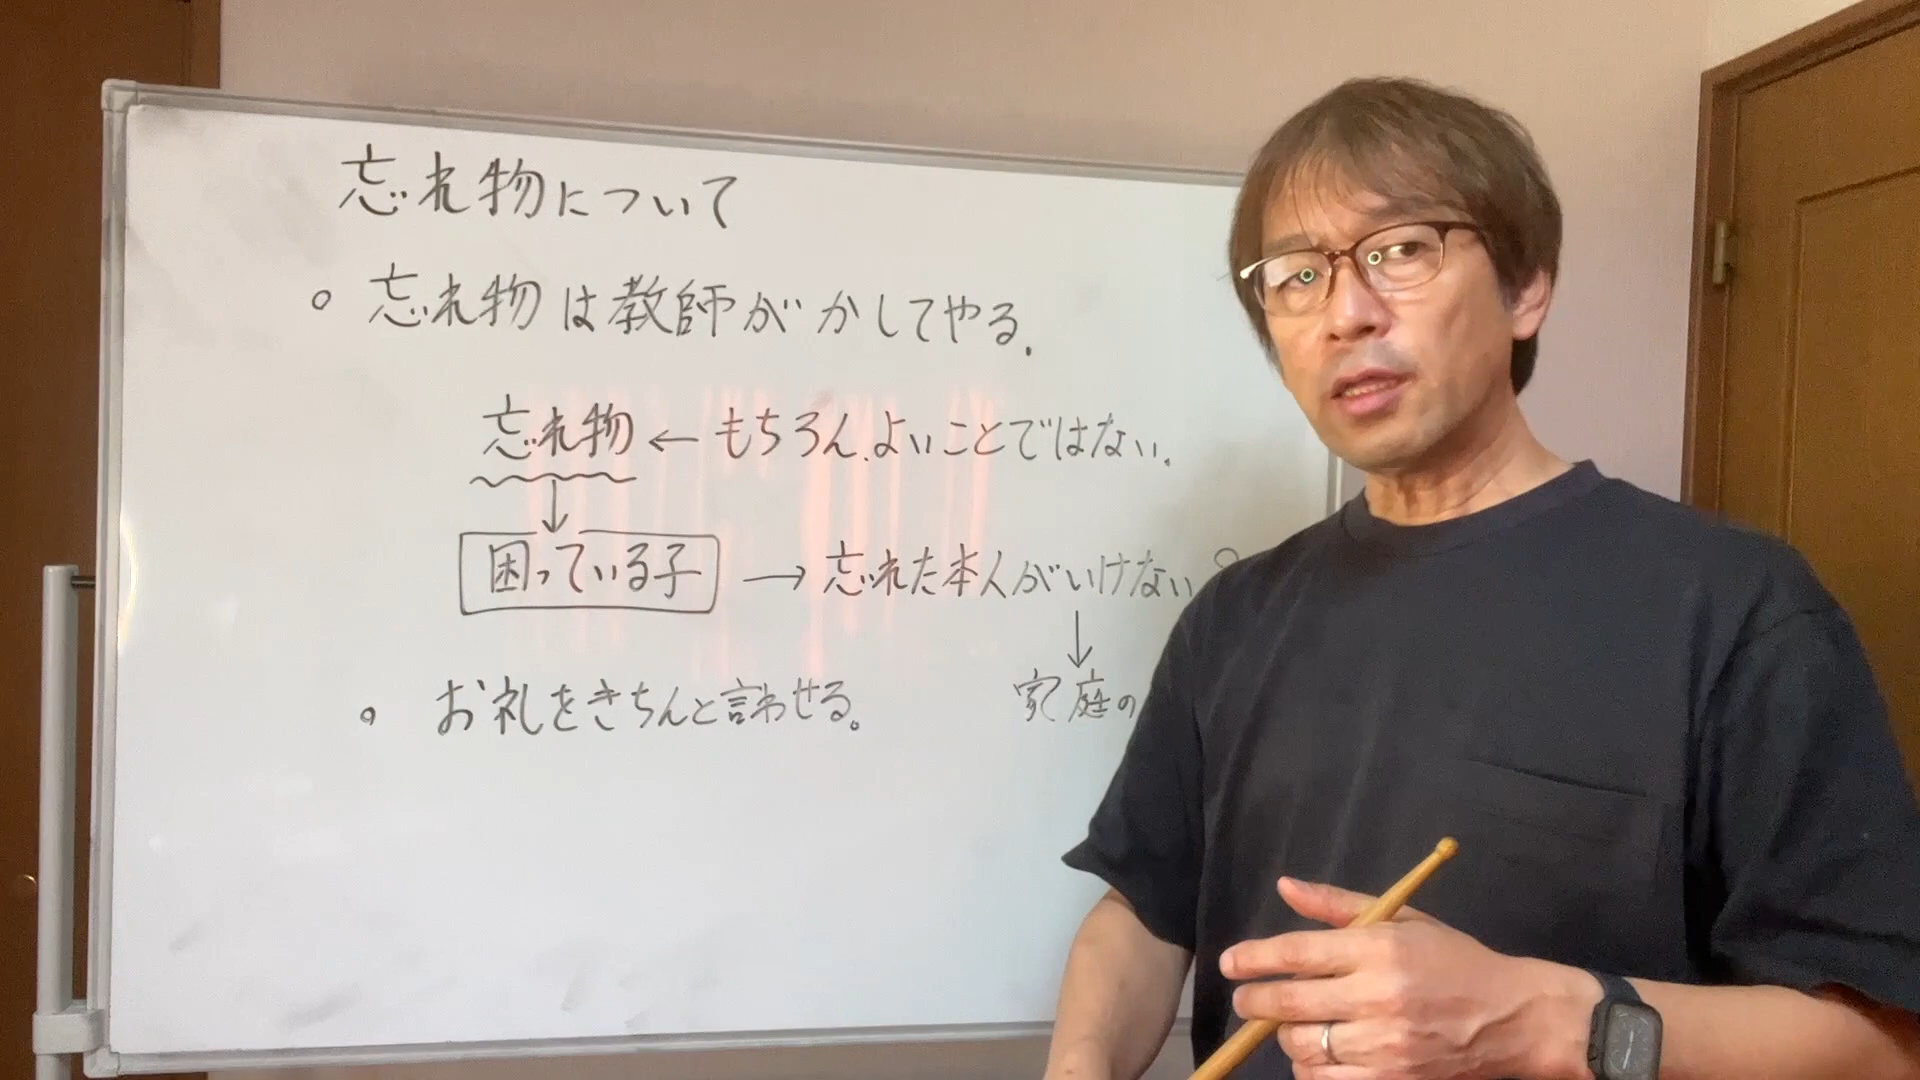 忘れ物について
○ 忘れ物は教師がかしてやる.
忘れ物 ← もちろん.よいことではない.
↓
困っている子 → 忘れた本人がいけない?
↓
家庭の
○ お礼をきちんと言わせる。